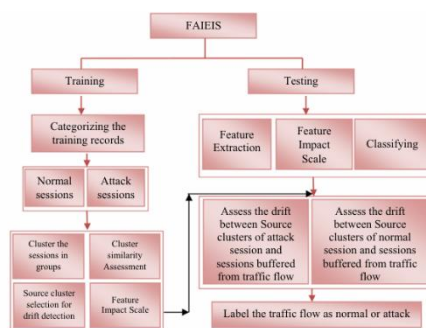 FAIEIS
Training
Testing
Categorizing the
training records
Normal
sessions
Attack
sessions
Cluster the
sessions in
groups
Cluster
similarity
Assessment
Source cluster
selection for
drift detection
Feature
Impact Scale
Feature
Extraction
Feature
Impact
Scale
Classifying
Assess the drift
between Source
clusters of
attack session
and sessions
buffered from
traffic flow
Assess the drift
between Source
clusters of
normal session
and sessions
buffered from
traffic flow
Label the traffic flow as normal or attack